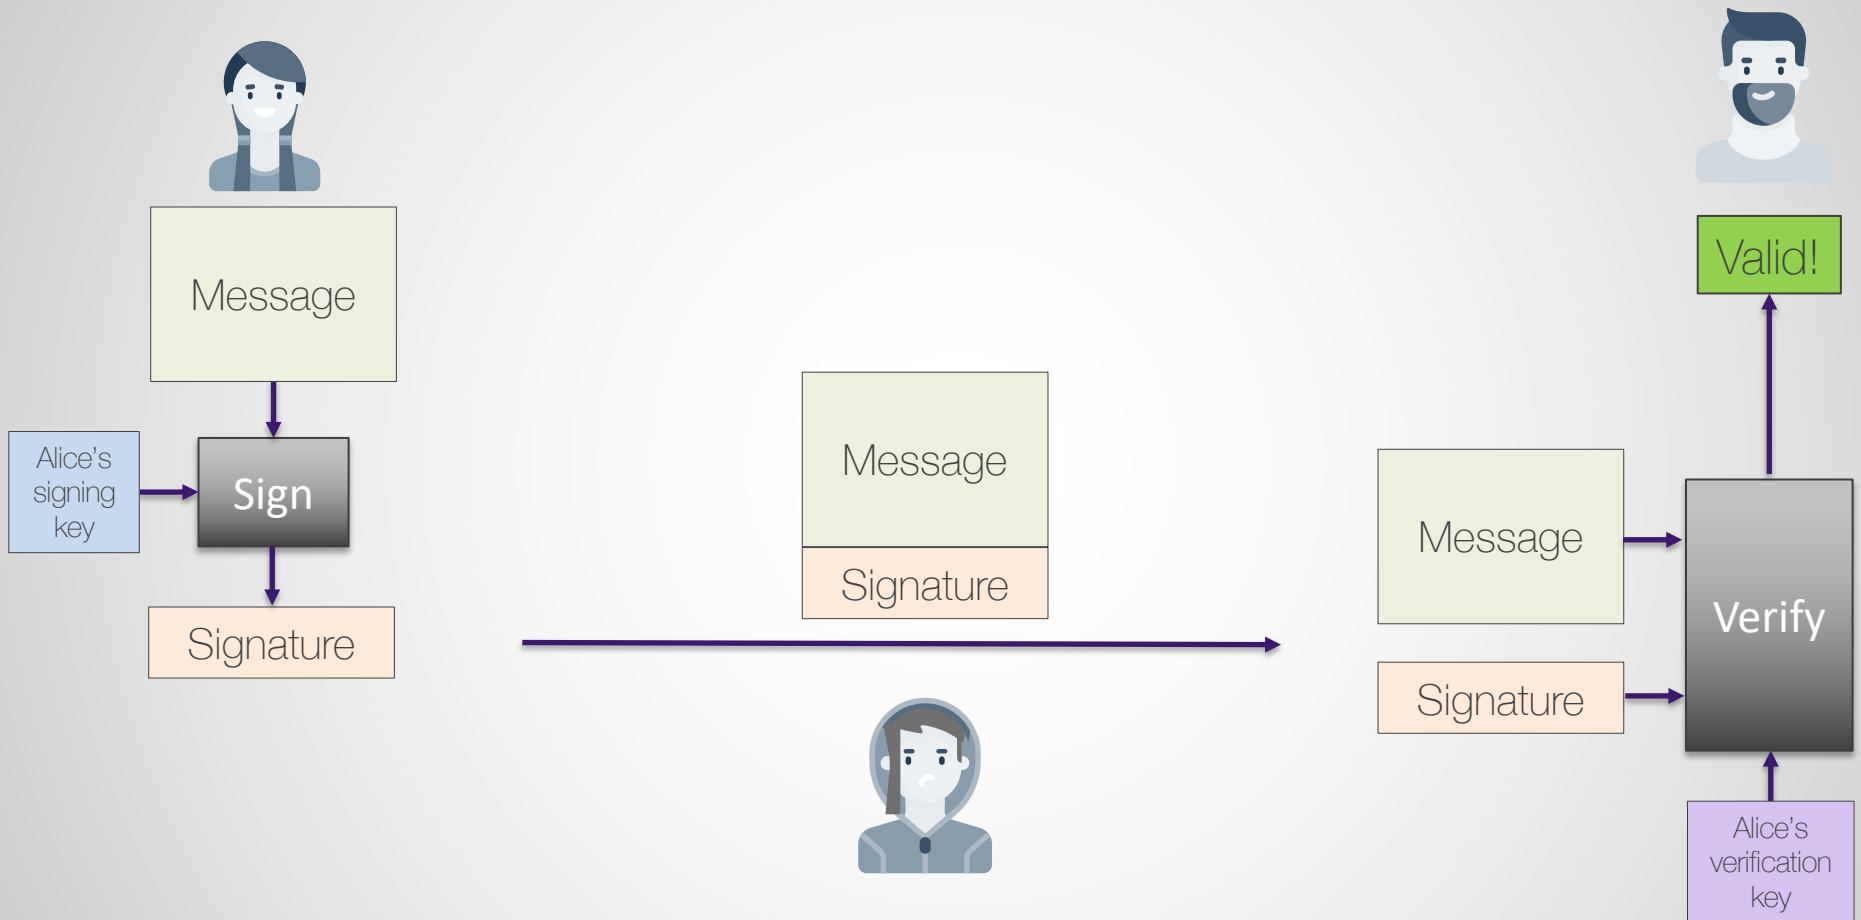 Message
Alice's
signing
key
Sign
Signature
Message
Signature
Valid!
Message
Signature
Verify
Alice's
verification
key